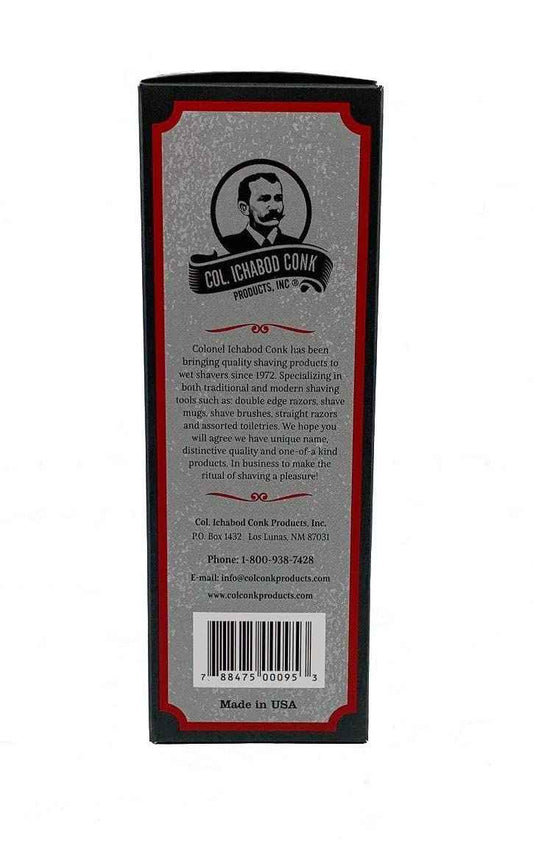 COL. ICHABOD CONK
PRODUCTS, INC ®
Colonel Ichabod Conk has been
bringing quality shaving products to
wet shavers since 1972. Specializing in
both traditional and modern shaving
tools such as: double edge razors, shave
mugs, shave brushes, straight razors
and assorted toiletries. We hope you
will agree we have unique name,
distinctive quality and one-of-a kind
products. In business to make the
ritual of shaving a pleasure!
Col. Ichabod Conk Products, Inc.
P.O. Box 1432 Los Lunas, NM 87031
Phone: 1-800-938-7428
E-mail: info@colconkproducts.com
www.colconkproducts.com
7 88475 00095 3
Made in USA